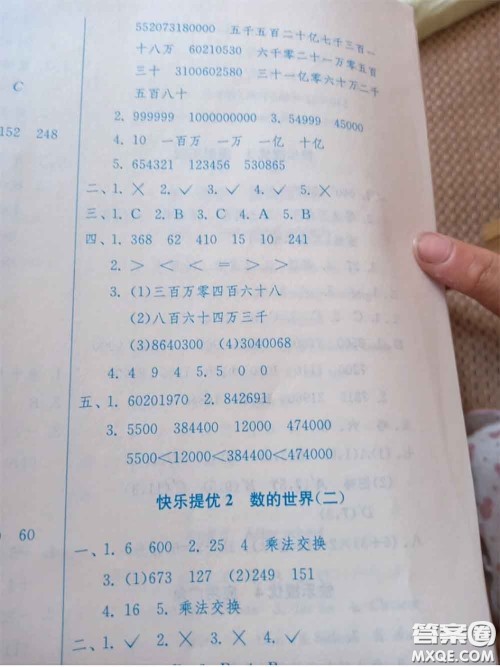 552073180000 五千五百二十亿七千三百一
十八万 60210530 六千零二十一万零五百
三十 3100602580 三十一亿零六十万二千
五百八十
C
2. 999999 1000000000 3. 54999 45000
152 248
4. 10 一百万 一万 一亿 十亿
5. 654321 123456 530865
二、1. ✕ 2. ✓ 3. ✓ 4. ✓ 5. ✕
三、1. C 2. B 3. C 4. A 5. B
四、1. 368 62 410 15 10 241
2. > < < = > >
3. (1)三百万零四百六十八
(2)八百六十四万三千
(3)8640300 (4)3040068
4. 9 4 9 5. 5 0 0
五、1. 60201970 2. 842691
3. 5500 384400 12000 474000
5500<12000<384400<474000
快乐提优2 数的世界(二)
60
一、1. 6 600 2. 25 4 乘法交换
3. (1)673 127 (2)249 151
4. 16 5. 乘法交换
二、1. ✓ 2. ✕ 3. ✕ 4. ✓
答案圈
MXQE.COM